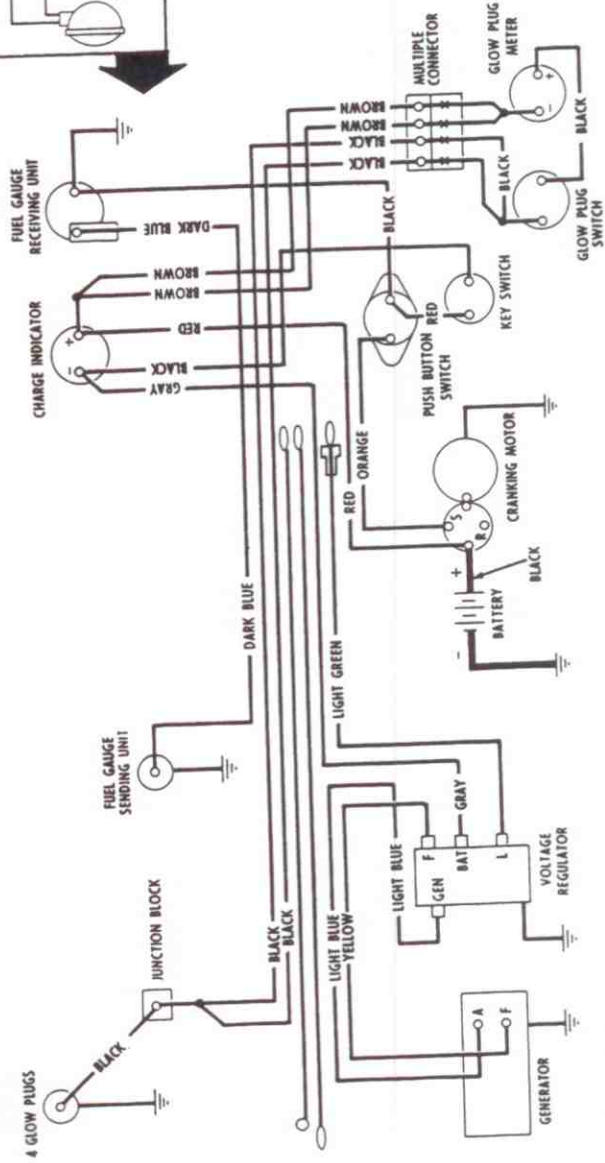 FUEL GAUGE
RECEIVING UNIT
DARK BLUE
BROWN
BROWN
BLACK
BLACK
MULTIPLE
CONNECTOR
GLOW PLUG
METER
+
-
BLACK
BLACK
GLOW PLUG
SWITCH
CHARGE INDICATOR
+
-
BROWN
BROWN
RED
BLACK
GRAY
BLACK
RED
KEY SWITCH
PUSH BUTTON
SWITCH
ORANGE
RED
S
R
CRANKING MOTOR
+
-
BATTERY
BLACK
DARK BLUE
LIGHT GREEN
FUEL GAUGE
SENDING UNIT
JUNCTION BLOCK
BLACK
BLACK
BLACK
4 GLOW PLUGS
LIGHT BLUE
YELLOW
LIGHT BLUE
GRAY
F
GEN
BAT
L
VOLTAGE
REGULATOR
A
F
GENERATOR